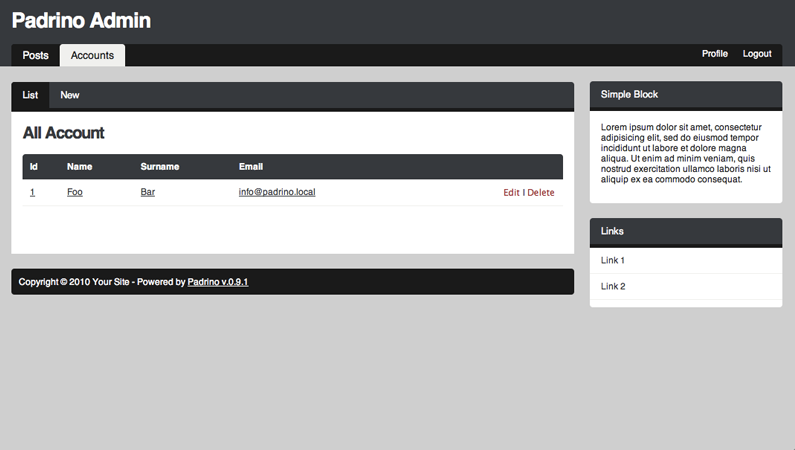 Padrino Admin
Posts Accounts Profile Logout
List New
All Account
Id Name Surname Email
1 Foo Bar info@padrino.local Edit | Delete
Copyright © 2010 Your Site - Powered by Padrino v.0.9.1
Simple Block
Lorem ipsum dolor sit amet, consectetur
adipisicing elit, sed do eiusmod tempor
incididunt ut labore et dolore magna
aliqua. Ut enim ad minim veniam, quis
nostrud exercitation ullamco laboris nisi ut
aliquip ex ea commodo consequat.
Links
Link 1
Link 2